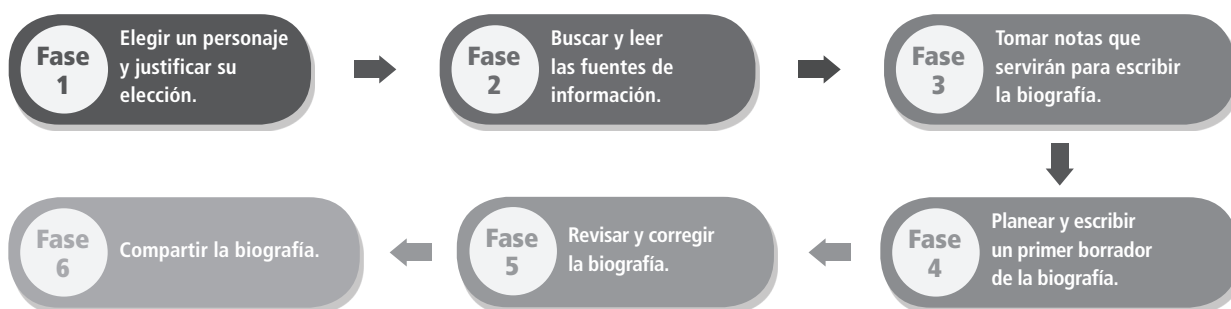 Fase
1
Elegir un personaje
y justificar su
elección.
Fase
2
Buscar y leer
las fuentes de
información.
Fase
3
Tomar notas que
servirán para escribir
la biografía.
Fase
4
Planear y escribir
un primer borrador
de la biografía.
Fase
5
Revisar y corregir
la biografía.
Fase
6
Compartir la biografía.